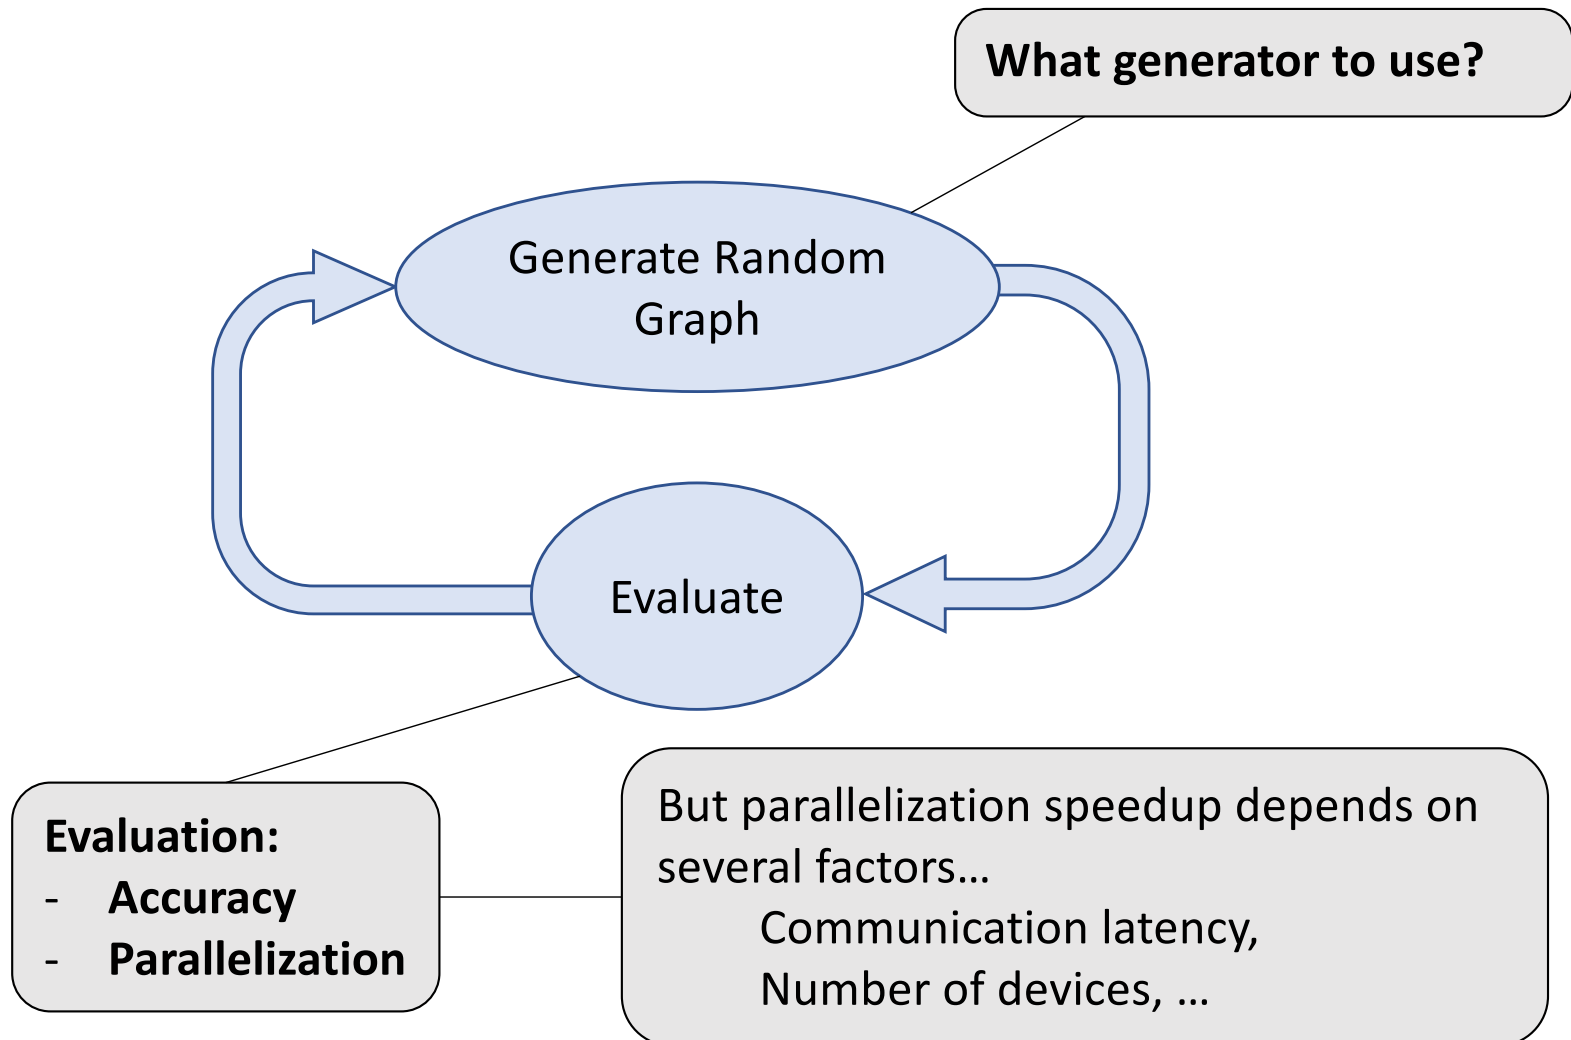 What generator to use?
Generate Random
Graph
Evaluate
Evaluation:
- Accuracy
- Parallelization
But parallelization speedup depends on
several factors…
Communication latency,
Number of devices, …